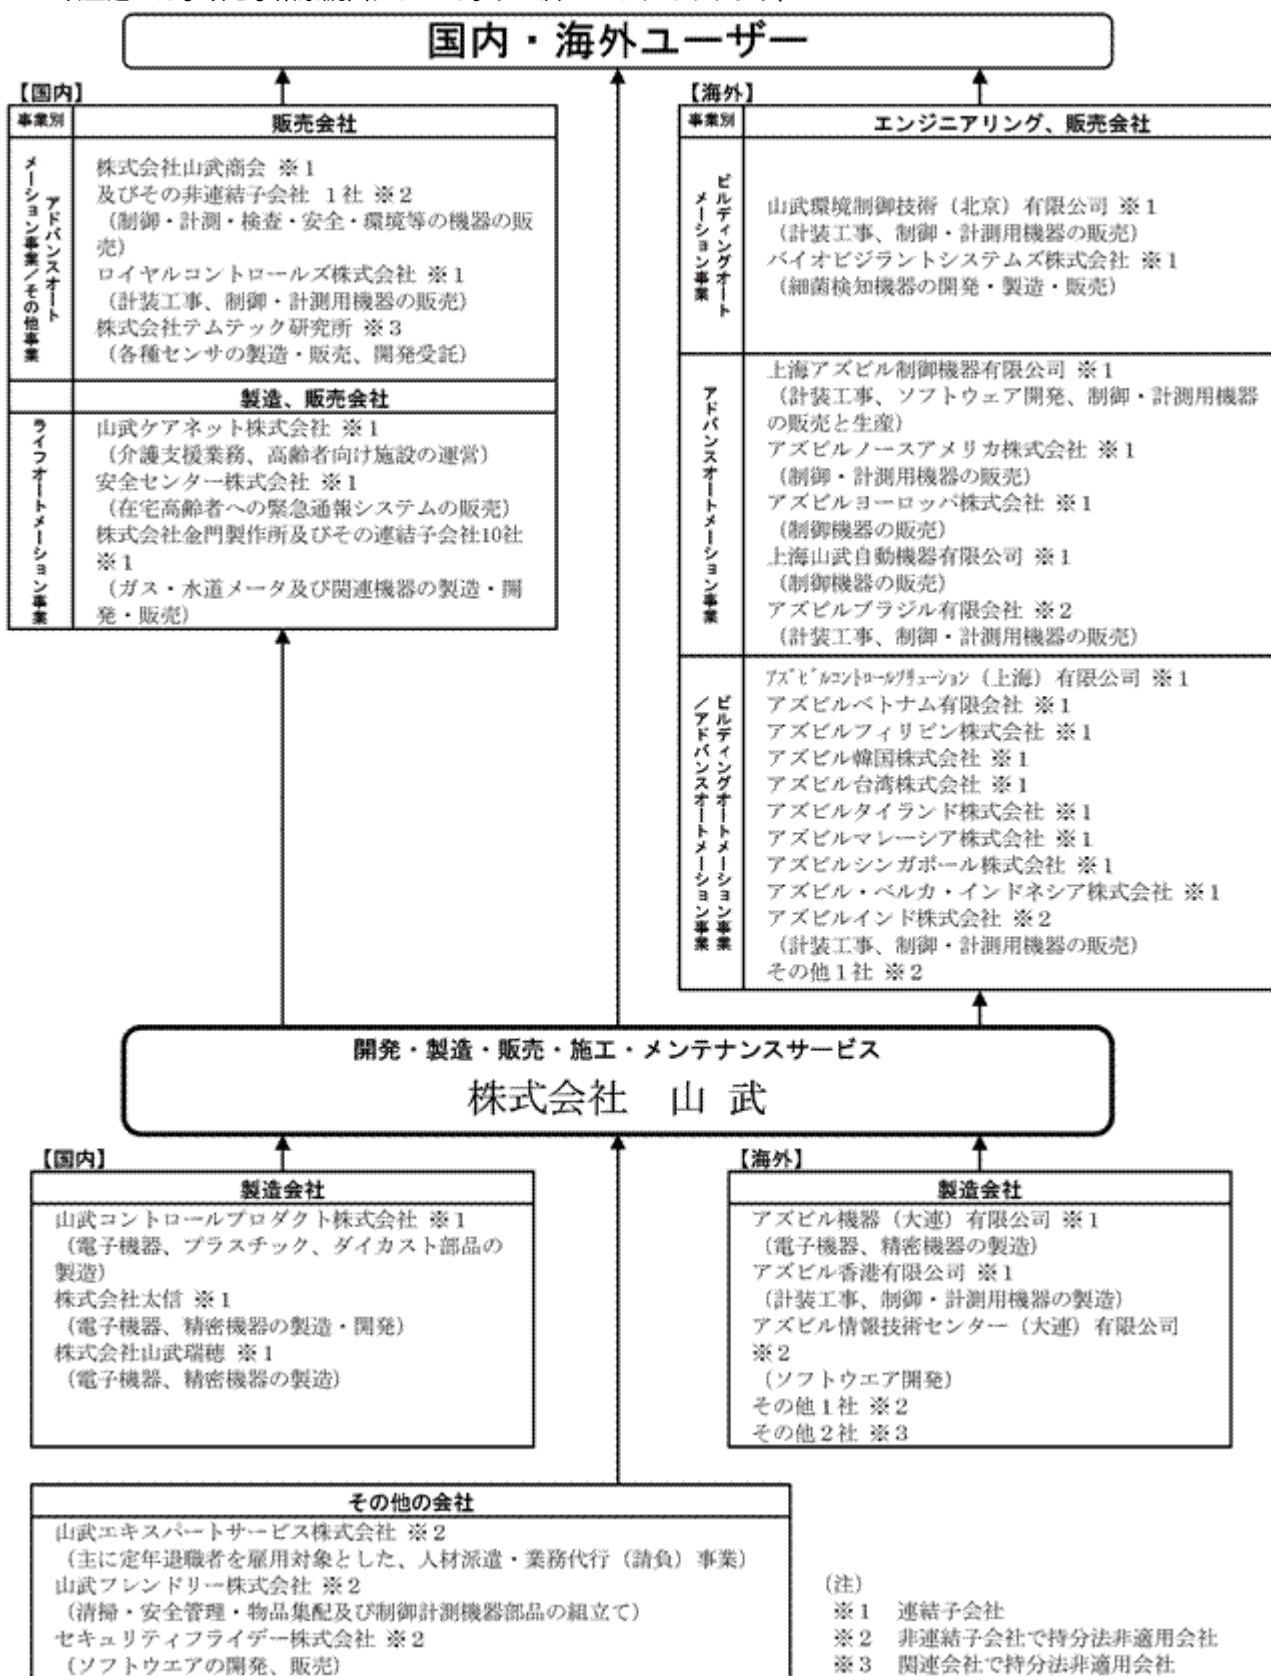 国内・海外ユーザー
【国内】
事業別
販売会社
アドバンスオート
メーション事業／その他事業
株式会社山武商会 ※１
及びその非連結子会社 １社 ※２
（制御・計測・検査・安全・環境等の機器の販
売）
ロイヤルコントロールズ株式会社 ※１
（計装工事、制御・計測用機器の販売）
株式会社テムテック研究所 ※３
（各種センサの製造・販売、開発受託）
製造、販売会社
ライフオートメーション事業
山武ケアネット株式会社 ※１
（介護支援業務、高齢者向け施設の運営）
安全センター株式会社 ※１
（在宅高齢者への緊急通報システムの販売）
株式会社金門製作所及びその連結子会社10社
※１
（ガス・水道メータ及び関連機器の製造・開
発・販売）
【海外】
事業別
エンジニアリング、販売会社
ビルディングオート
メーション事業
山武環境制御技術（北京）有限公司 ※１
（計装工事、制御・計測用機器の販売）
バイオビジラントシステムズ株式会社 ※１
（細菌検知機器の開発・製造・販売）
アドバンスオートメーション事業
上海アズビル制御機器有限公司 ※１
（計装工事、ソフトウェア開発、制御・計測用機器
の販売と生産）
アズビルノースアメリカ株式会社 ※１
（制御・計測用機器の販売）
アズビルヨーロッパ株式会社 ※１
（制御機器の販売）
上海山武自動機器有限公司 ※１
（制御機器の販売）
アズビルブラジル有限会社 ※２
（計装工事、制御・計測用機器の販売）
ビルディングオートメーション事業
／アドバンスオートメーション事業
ｱｽﾞﾋﾞﾙｺﾝﾄﾛｰﾙｿﾘｭｰｼｮﾝ（上海）有限公司 ※１
アズビルベトナム有限会社 ※１
アズビルフィリピン株式会社 ※１
アズビル韓国株式会社 ※１
アズビル台湾株式会社 ※１
アズビルタイランド株式会社 ※１
アズビルマレーシア株式会社 ※１
アズビルシンガポール株式会社 ※１
アズビル・ベルカ・インドネシア株式会社 ※１
アズビルインド株式会社 ※２
（計装工事、制御・計測用機器の販売）
その他１社 ※２
開発・製造・販売・施工・メンテナンスサービス
株式会社 山 武
【国内】
製造会社
山武コントロールプロダクト株式会社 ※１
（電子機器、プラスチック、ダイカスト部品の
製造）
株式会社太信 ※１
（電子機器、精密機器の製造・開発）
株式会社山武瑞穂 ※１
（電子機器、精密機器の製造）
【海外】
製造会社
アズビル機器（大連）有限公司 ※１
（電子機器、精密機器の製造）
アズビル香港有限公司 ※１
（計装工事、制御・計測用機器の製造）
アズビル情報技術センター（大連）有限公司
※２
（ソフトウエア開発）
その他１社 ※２
その他２社 ※３
その他の会社
山武エキスパートサービス株式会社 ※２
（主に定年退職者を雇用対象とした、人材派遣・業務代行（請負）事業）
山武フレンドリー株式会社 ※２
（清掃・安全管理・物品集配及び制御計測機器部品の組立て）
セキュリティフライデー株式会社 ※２
（ソフトウエアの開発、販売）
（注）
※１ 連結子会社
※２ 非連結子会社で持分法非適用会社
※３ 関連会社で持分法非適用会社